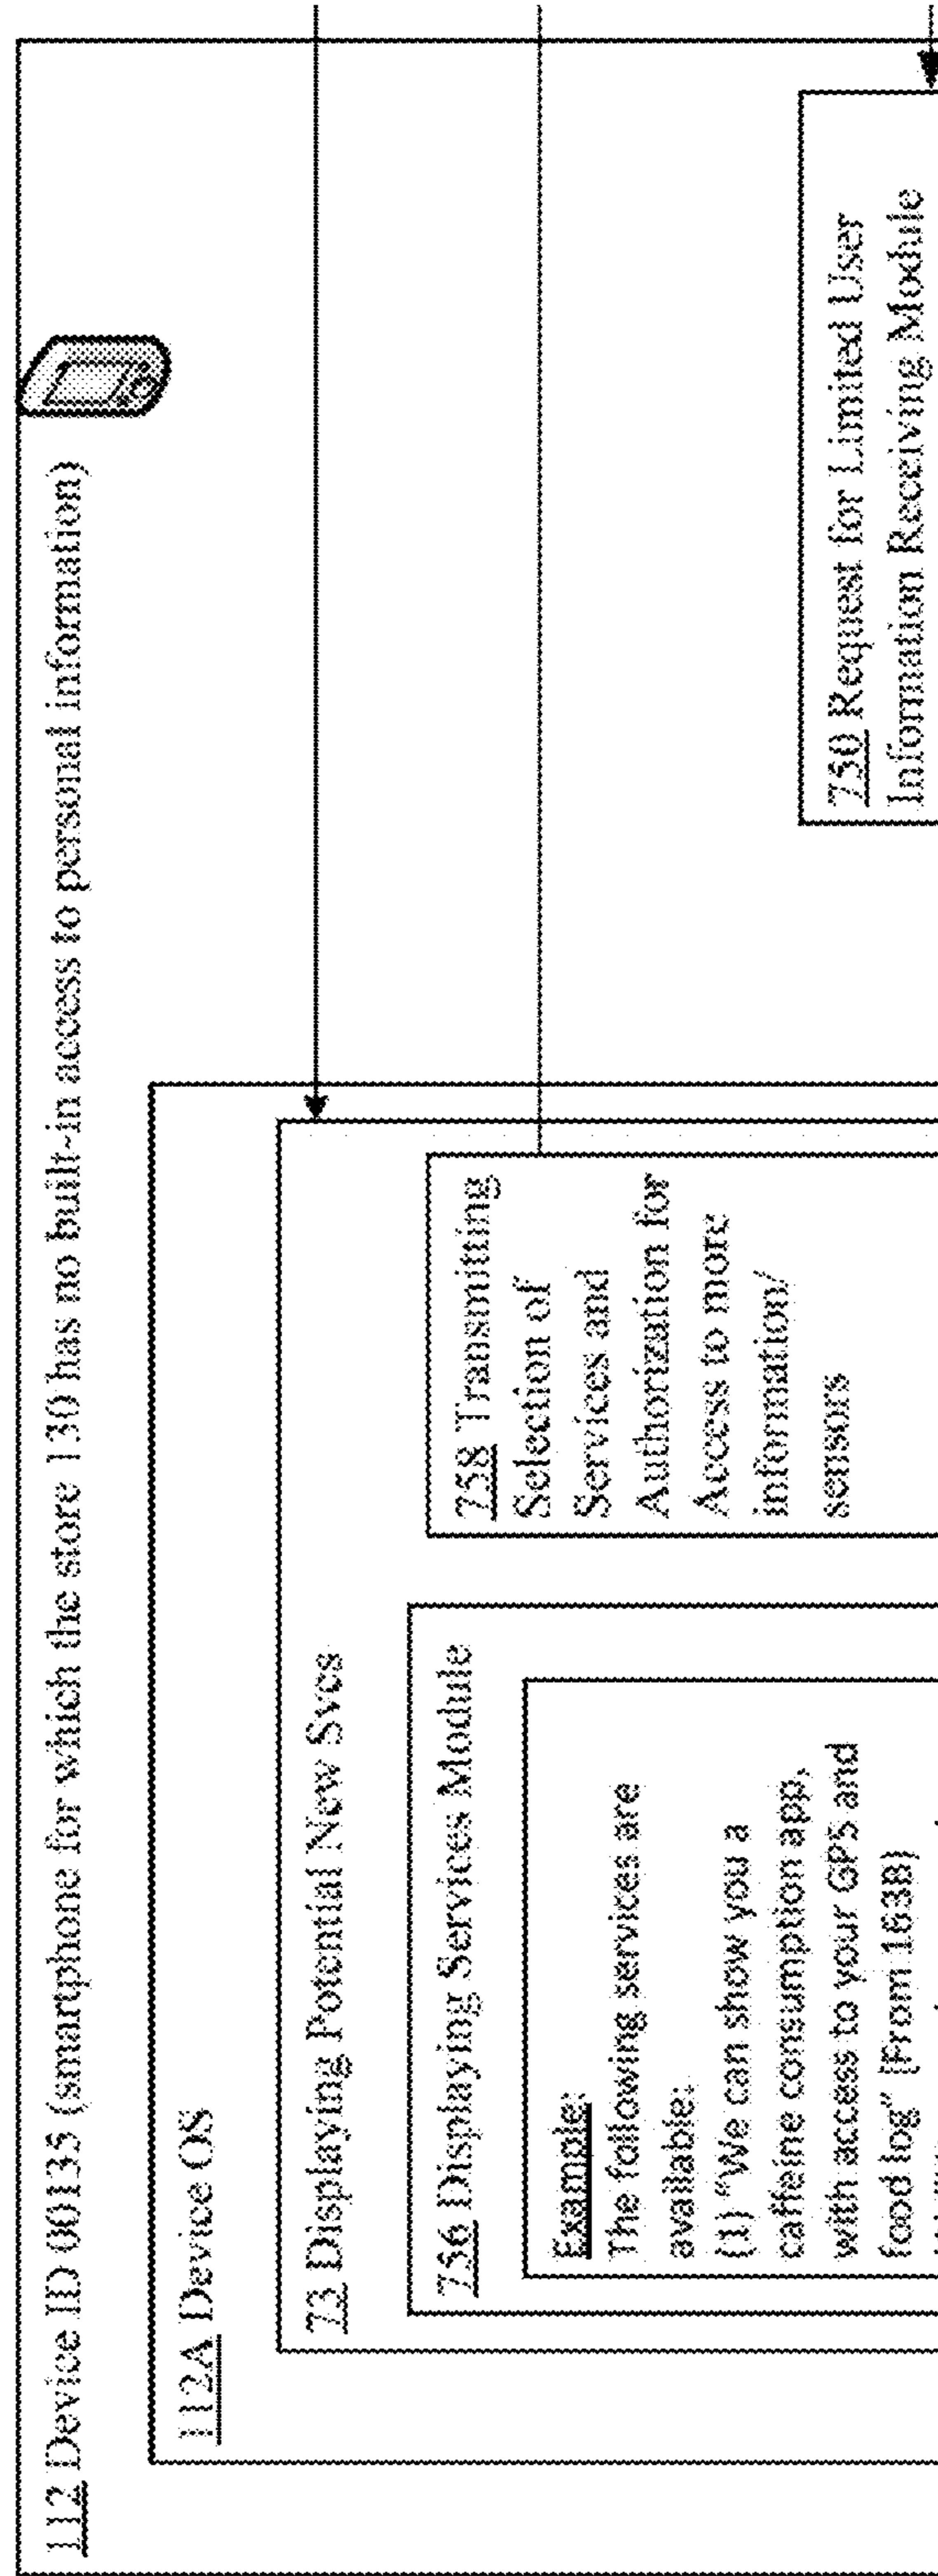 112 Device ID 00135 (smartphone for which the store 130 has no built-in access to personal information)
112A Device OS
73 Displaying Potential New Svcs
756 Displaying Services Module
Example:
The following services are
available:
(1) "We can show you a
caffeine consumption app,
with access to your GPS and
food log" [From 163B]
758 Transmitting
Selection of
Services and
Authorization for
Access to more
information/
sensors
750 Request for Limited User
Information Receiving Module